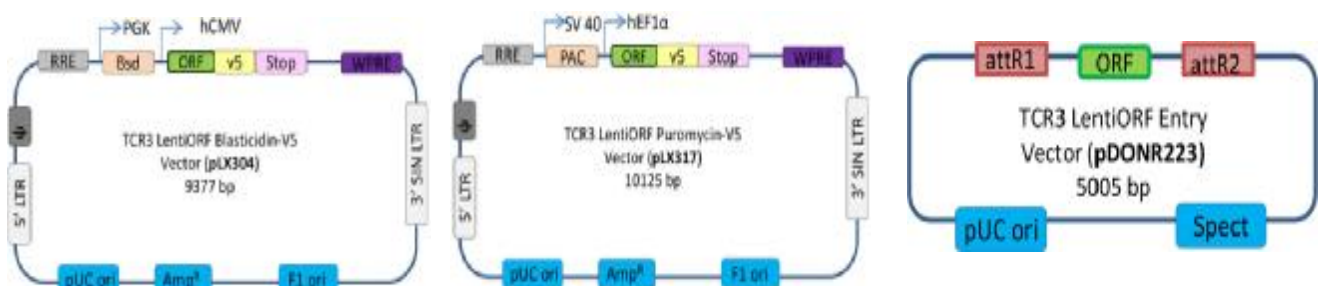 PGK hCMV
RRE Bsd ORF v5 Stop WPRE
TCR3 LentiORF Blasticidin-V5
Vector (pLX304)
9377 bp
Ψ
5' LTR
3' SIN LTR
pUC ori Ampᴿ F1 ori
SV 40 hEF1α
RRE PAC ORF v5 Stop WPRE
TCR3 LentiORF Puromycin-V5
Vector (pLX317)
10125 bp
Ψ
5' LTR
3' SIN LTR
pUC ori Ampᴿ F1 ori
attR1 ORF attR2
TCR3 LentiORF Entry
Vector (pDONR223)
5005 bp
pUC ori Spect